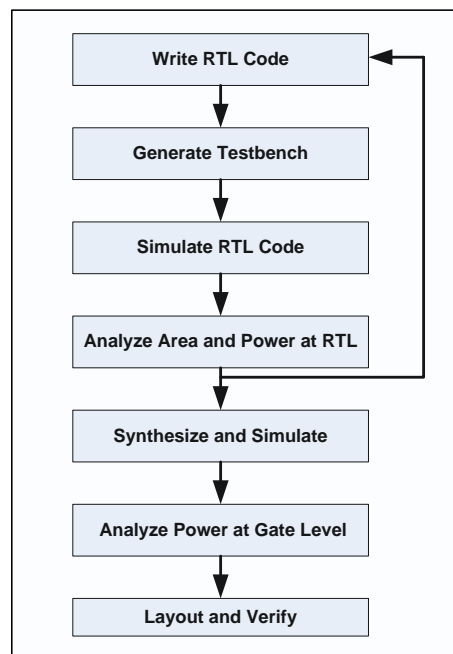 Write RTL Code
Generate Testbench
Simulate RTL Code
Analyze Area and Power at RTL
Synthesize and Simulate
Analyze Power at Gate Level
Layout and Verify